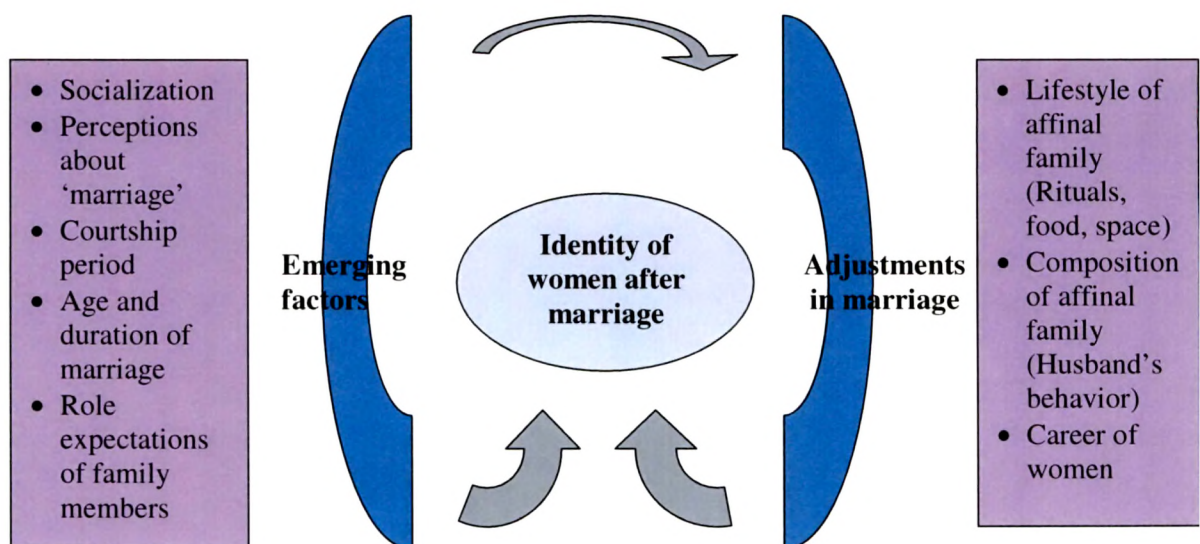 • Socialization
• Perceptions
about
‘marriage’
• Courtship
period
• Age and
duration of
marriage
• Role
expectations
of family
members
Emerging
factors
Identity of
women after
marriage
Adjustments
in marriage
• Lifestyle of
affinal
family
(Rituals,
food, space)
• Composition
of affinal
family
(Husband’s
behavior)
• Career of
women